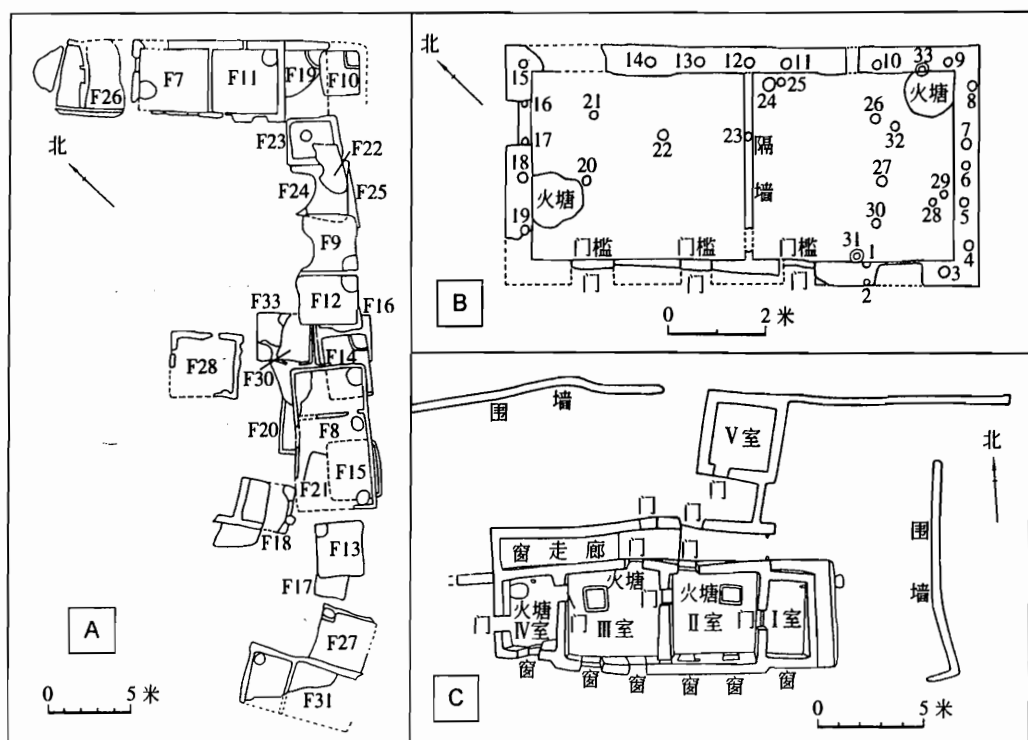 F26
F7
F11
F19
F10
北
F23
F22
F24
F25
F9
F12
F33
F16
F28
F14
F30
F20
F8
F15
F21
F18
F13
F17
A
F27
F31
0 5 米
北
15
14 13 12 11 10 33 9
火塘
8
16
21
24 25
26
7
17
22
23
32
隔墙
18
20
27
6
火塘
29
28
5
19
30
门槛 门槛 门槛
31 1
4
3
门 门 门
2
B
0 2 米
围墙
V室
北
门
门 门
围墙
窗 走廊
门 门
火塘
火塘
火塘
门
门
门
门
Ⅳ室 Ⅲ室 Ⅱ室 Ⅰ室
窗 窗 窗 窗 窗 窗
C
0 5 米